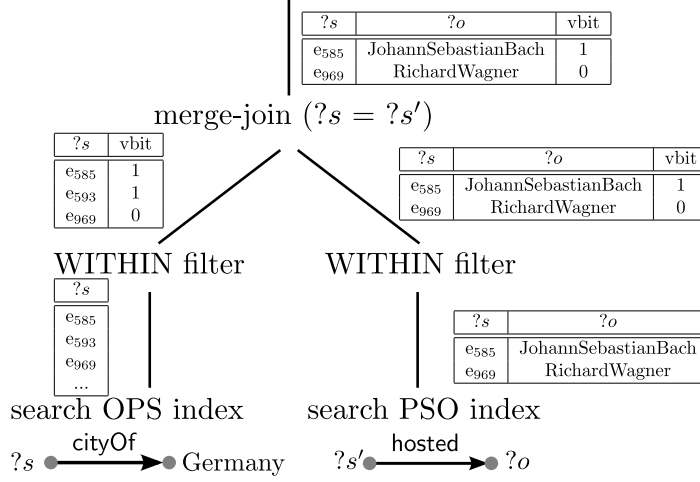 ?s ?o vbit
e585 JohannSebastianBach 1
e969 RichardWagner 0
merge-join (?s = ?s′)
?s vbit
e585 1
e593 1
e969 0
?s ?o vbit
e585 JohannSebastianBach 1
e969 RichardWagner 0
WITHIN filter
WITHIN filter
?s
e585
e593
e969
...
?s ?o
e585 JohannSebastianBach
e969 RichardWagner
search OPS index
search PSO index
cityOf
?s Germany
hosted
?s′ ?o